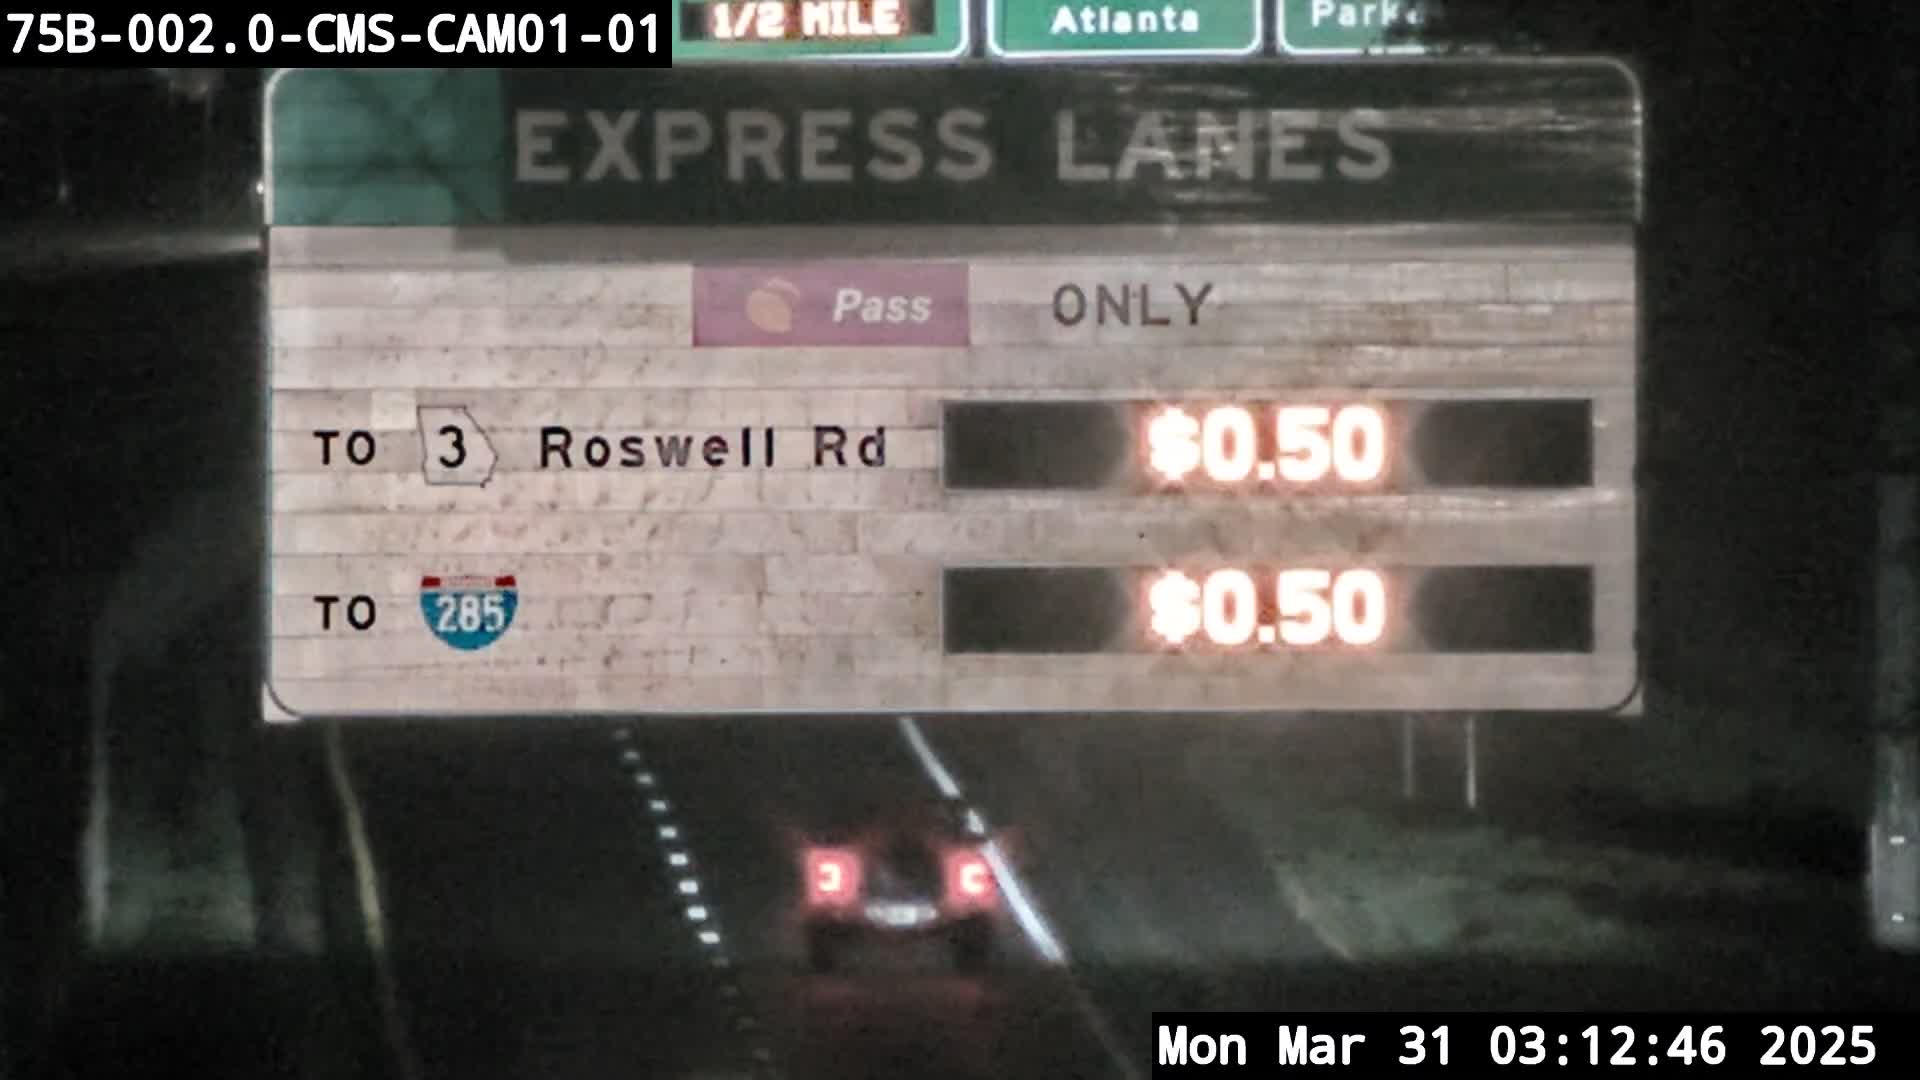 75B-002.0-CMS-CAM01-01
1/2 MILE
Atlanta
EXPRESS LANES
Pass ONLY
TO 3 Roswell Rd $0.50
TO 285 $0.50
Mon Mar 31 03:12:46 2025